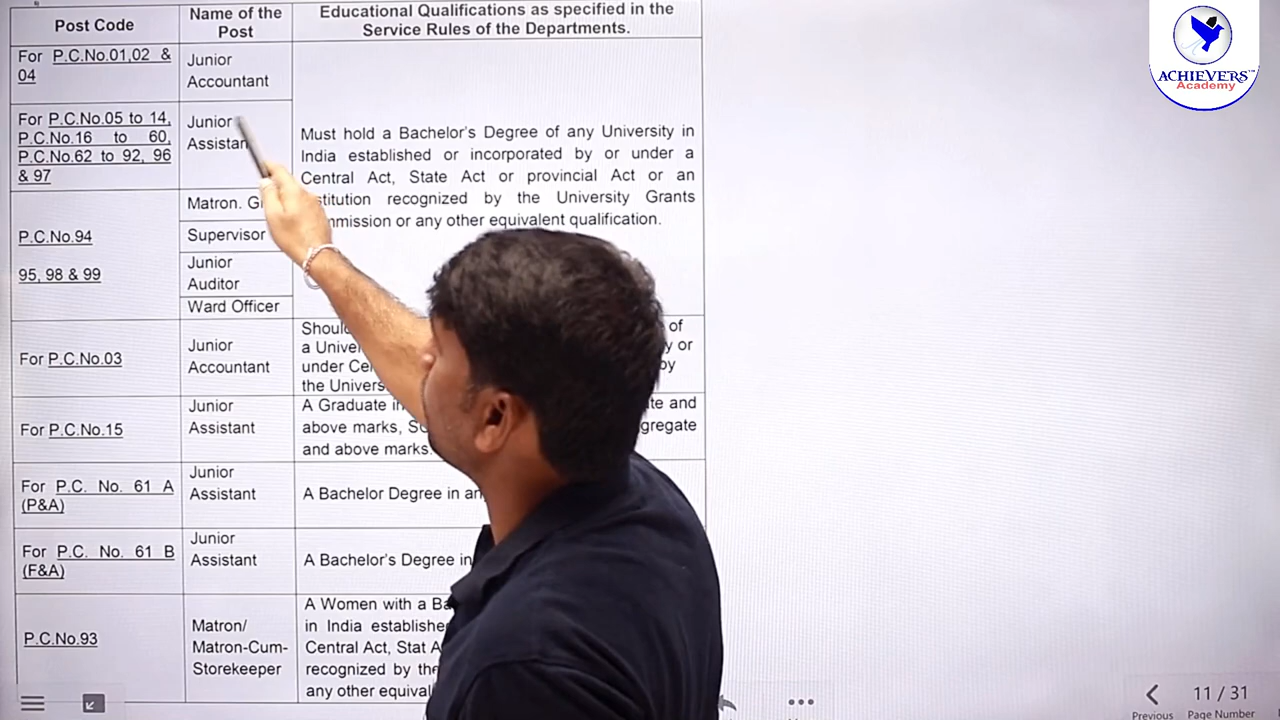 Post Code
Name of the
Post
Educational Qualifications as specified in the
Service Rules of the Departments.
For P.C.No.01,02 &
04
Junior
Accountant
For P.C.No.05 to 14,
P.C.No.16 to 60,
P.C.No.62 to 92, 96
& 97
Junior
Assistan
Must hold a Bachelor's Degree of any University in
India established or incorporated by or under a
Central Act, State Act or provincial Act or an
stitution recognized by the University Grants
mmission or any other equivalent qualification.
P.C.No.94
95, 98 & 99
Matron. G
Supervisor
Junior
Auditor
Ward Officer
For P.C.No.03
Junior
Accountant
Shoul of
a Univer y or
under Ce by
the Univers
For P.C.No.15
Junior
Assistant
A Graduate in te and
above marks, S gregate
and above marks.
For P.C. No. 61 A
(P&A)
Junior
Assistant
A Bachelor Degree in an
For P.C. No. 61 B
(F&A)
Junior
Assistant
A Bachelor's Degree in
P.C.No.93
Matron/
Matron-Cum-
Storekeeper
A Women with a Ba
in India establishe
Central Act, Stat A
recognized by the
any other equival
ACHIEVERS™
Academy
Previous
11 / 31
Page Number